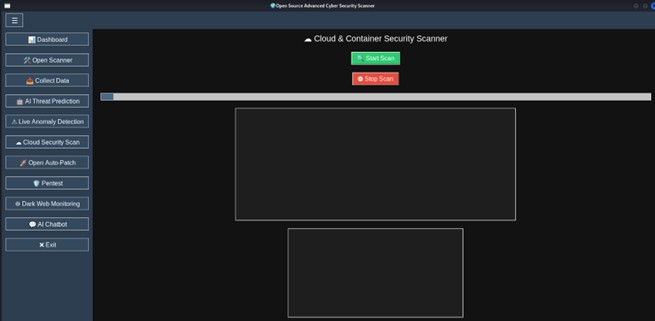 Open Source Advanced Cyber Security Scanner
☰
📊 Dashboard
🛠 Open Scanner
📥 Collect Data
🤖 AI Threat Prediction
⚠ Live Anomaly Detection
☁ Cloud Security Scan
🚀 Open Auto-Patch
🛡 Pentest
🌐 Dark Web Monitoring
💬 AI Chatbot
❌ Exit
☁ Cloud & Container Security Scanner
🔍 Start Scan
⛔ Stop Scan